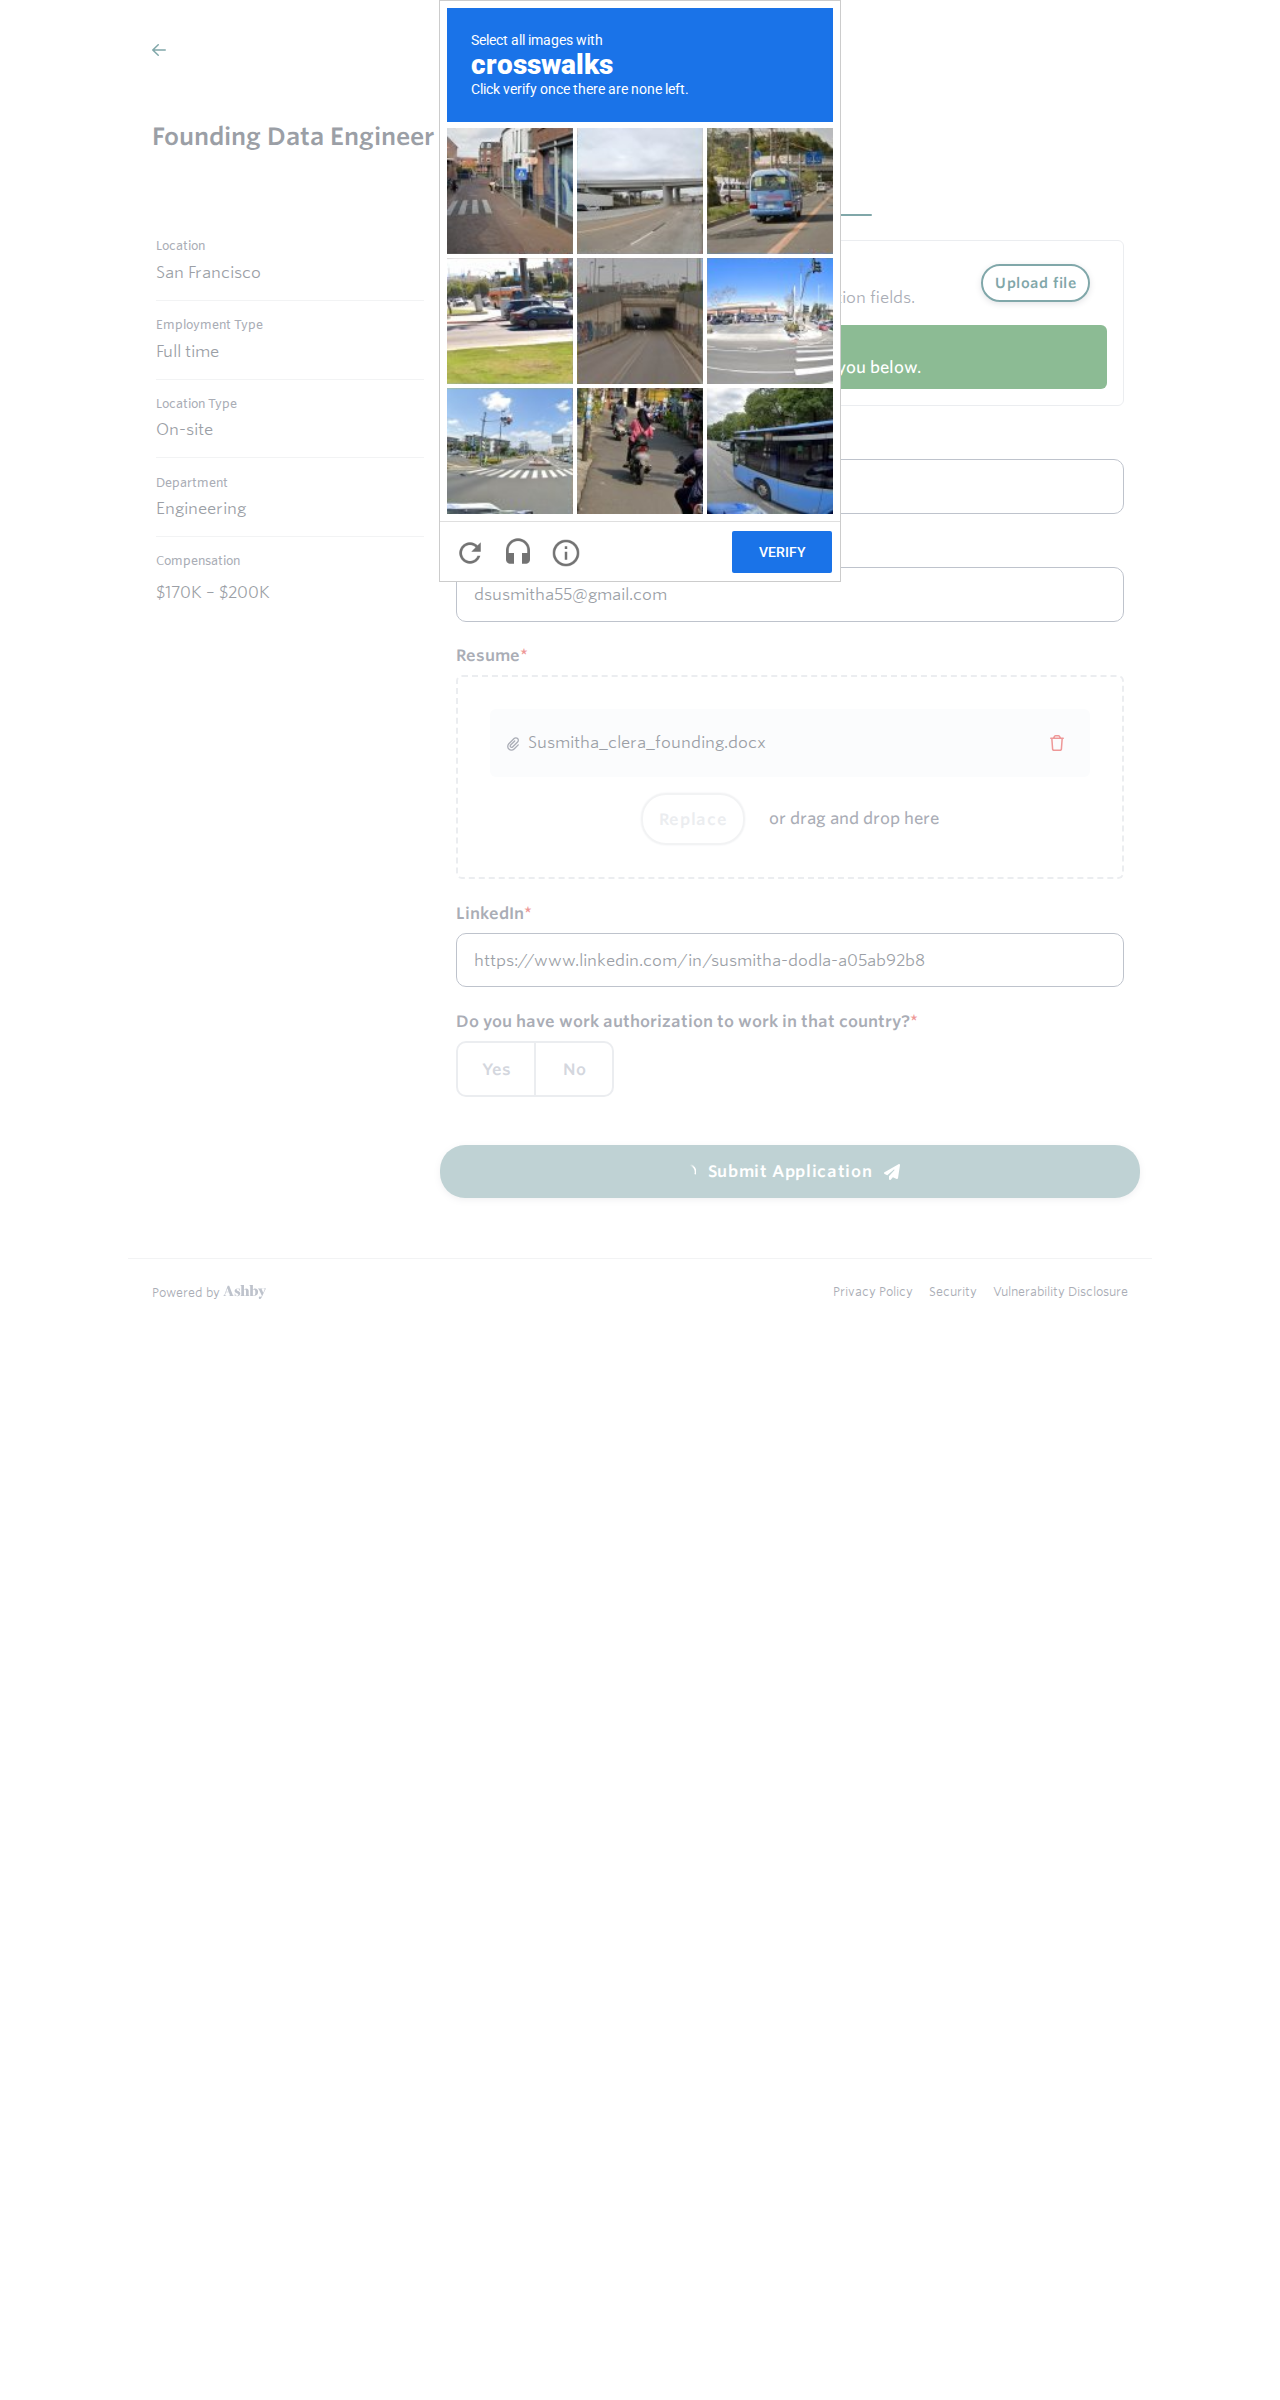 Select all images with
crosswalks
Click verify once there are none left.
Founding Data Engineer
Location
San Francisco
Employment Type
Full time
Location Type
On-site
Department
Engineering
Compensation
$170K – $200K
Upload file
ion fields.
you below.
VERIFY
dsusmitha55@gmail.com
Resume*
Susmitha_clera_founding.docx
Replace
or drag and drop here
LinkedIn*
https://www.linkedin.com/in/susmitha-dodla-a05ab92b8
Do you have work authorization to work in that country?*
Yes
No
Submit Application
Powered by Ashby
Privacy Policy
Security
Vulnerability Disclosure